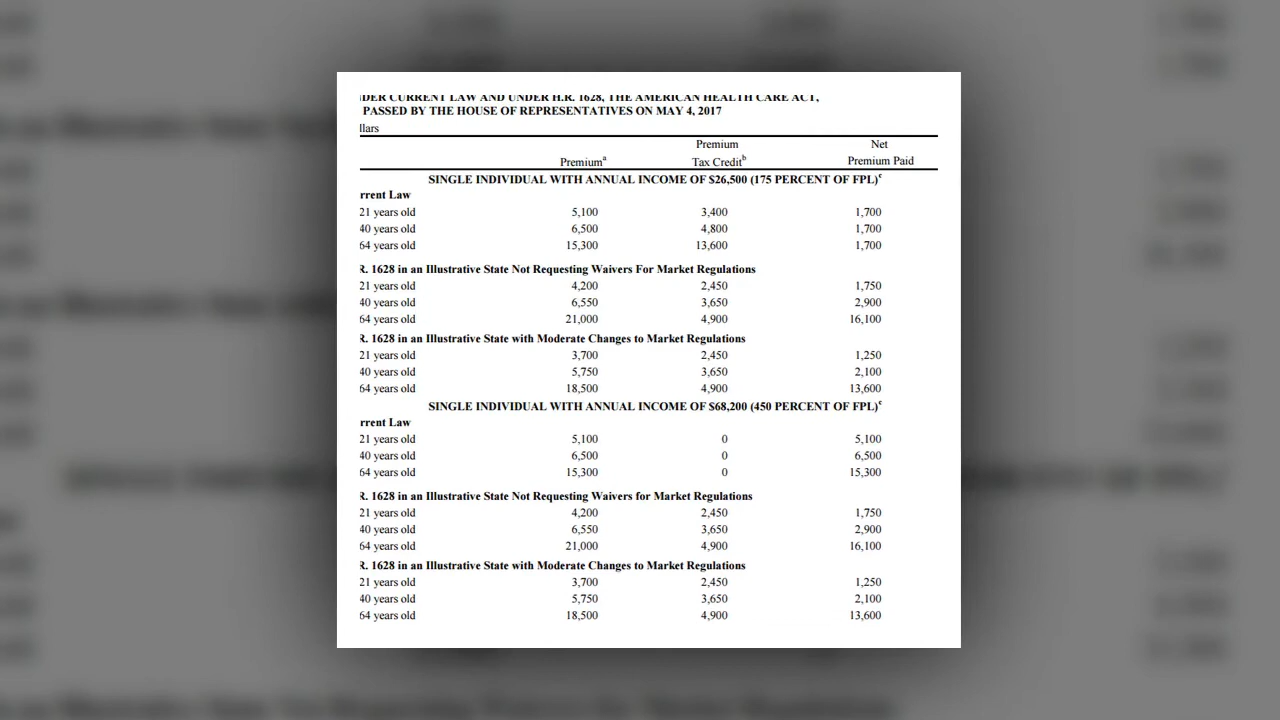 DER CURRENT LAW AND UNDER H.R. 1628, THE AMERICAN HEALTH CARE ACT,
PASSED BY THE HOUSE OF REPRESENTATIVES ON MAY 4, 2017
llars
Premium Net
Premiumᵃ Tax Creditᵇ Premium Paid
SINGLE INDIVIDUAL WITH ANNUAL INCOME OF $26,500 (175 PERCENT OF FPL)ᶜ
rrent Law
21 years old 5,100 3,400 1,700
40 years old 6,500 4,800 1,700
64 years old 15,300 13,600 1,700
R. 1628 in an Illustrative State Not Requesting Waivers For Market Regulations
21 years old 4,200 2,450 1,750
40 years old 6,550 3,650 2,900
64 years old 21,000 4,900 16,100
R. 1628 in an Illustrative State with Moderate Changes to Market Regulations
21 years old 3,700 2,450 1,250
40 years old 5,750 3,650 2,100
64 years old 18,500 4,900 13,600
SINGLE INDIVIDUAL WITH ANNUAL INCOME OF $68,200 (450 PERCENT OF FPL)ᶜ
rrent Law
21 years old 5,100 0 5,100
40 years old 6,500 0 6,500
64 years old 15,300 0 15,300
R. 1628 in an Illustrative State Not Requesting Waivers for Market Regulations
21 years old 4,200 2,450 1,750
40 years old 6,550 3,650 2,900
64 years old 21,000 4,900 16,100
R. 1628 in an Illustrative State with Moderate Changes to Market Regulations
21 years old 3,700 2,450 1,250
40 years old 5,750 3,650 2,100
64 years old 18,500 4,900 13,600